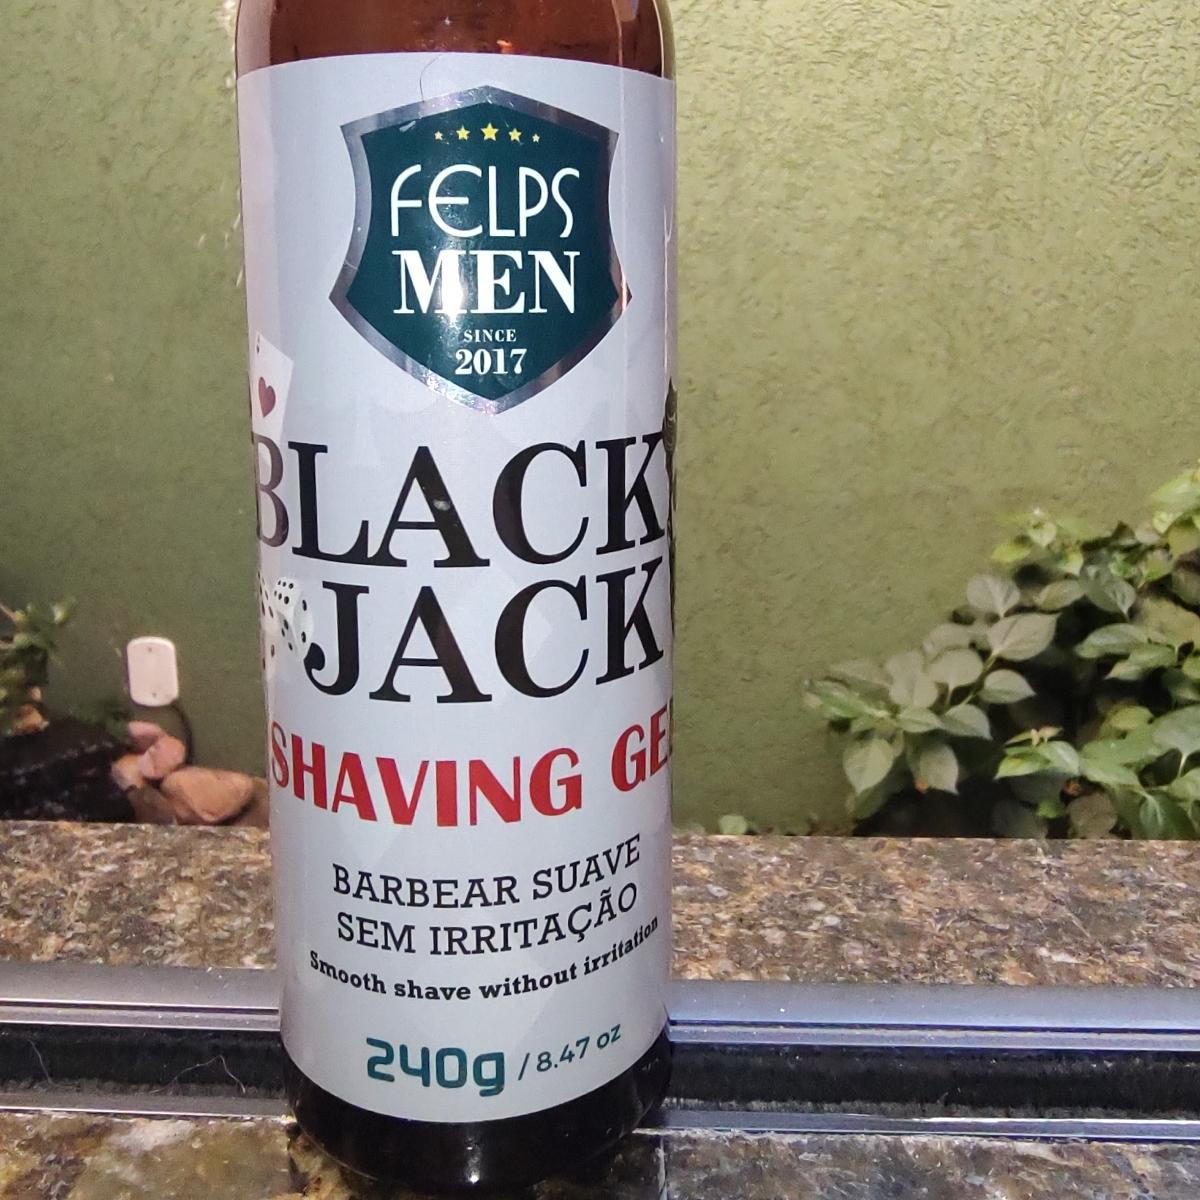 FELPS
MEN
SINCE
2017
BLACK
JACK
SHAVING GEL
BARBEAR SUAVE
SEM IRRITAÇÃO
Smooth shave without irritation
240g / 8.47 oz